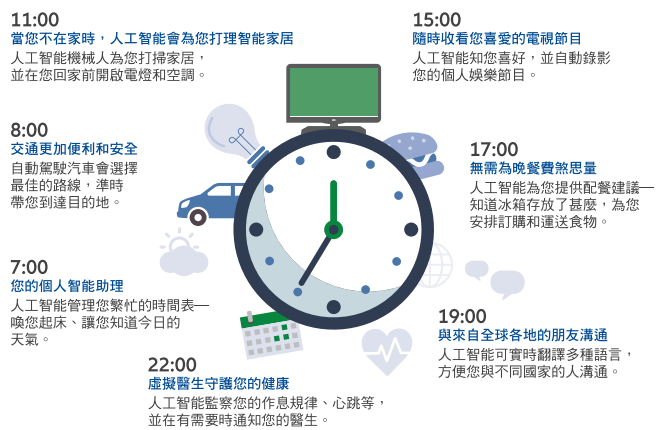 7:00
您的個人智能助理
人工智能管理您繁忙的時間表—
喚您起床、讓您知道今日的
天氣。
8:00
交通更加便利和安全
自動駕駛汽車會選擇
最佳的路線，準時
帶您到達目的地。
11:00
當您不在家時，人工智能會為您打理智能家居
人工智能機械人為您打掃家居，
並在您回家前開啟電燈和空調。
15:00
隨時收看您喜愛的電視節目
人工智能知您喜好，並自動錄影
您的個人娛樂節目。
17:00
無需為晚餐費煞思量
人工智能為您提供配餐建議—
知道冰箱存放了甚麼，為您
安排訂購和運送食物。
19:00
與來自全球各地的朋友溝通
人工智能可實時翻譯多種語言，
方便您與不同國家的人溝通。
22:00
虛擬醫生守護您的健康
人工智能監察您的作息規律、心跳等，
並在有需要時通知您的醫生。